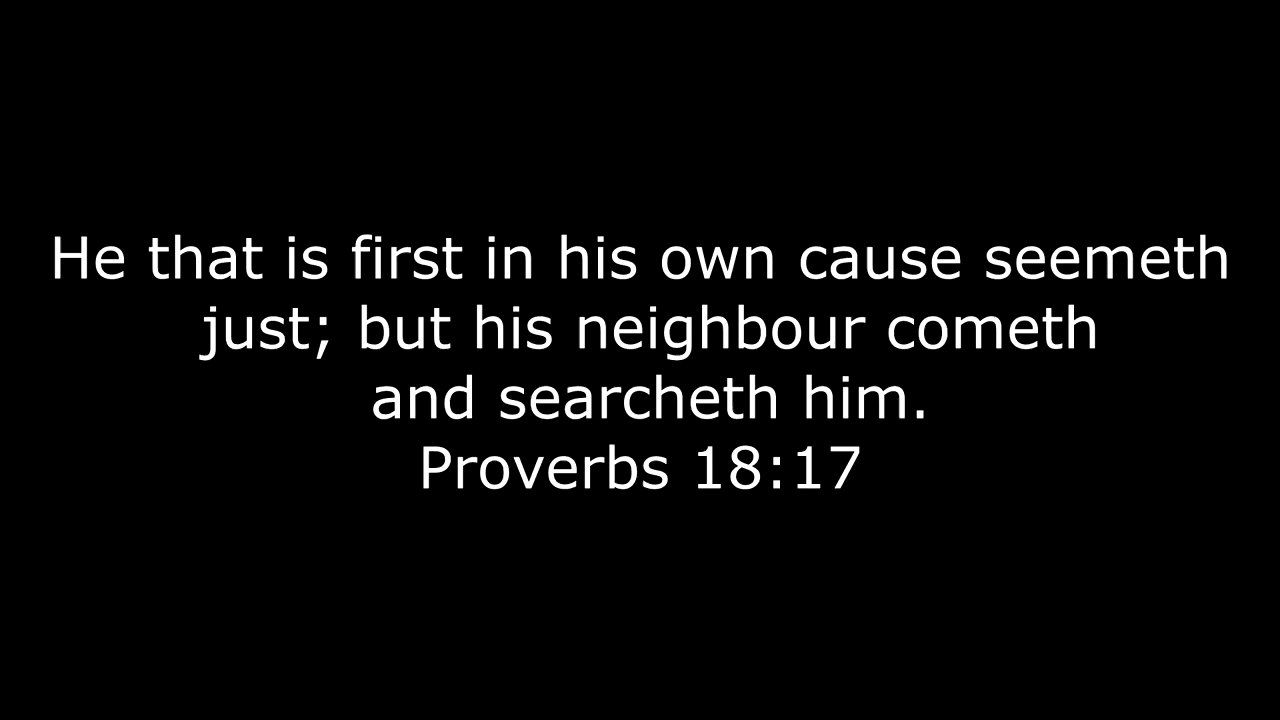 He that is first in his own cause seemeth
just; but his neighbour cometh
and searcheth him.
Proverbs 18:17